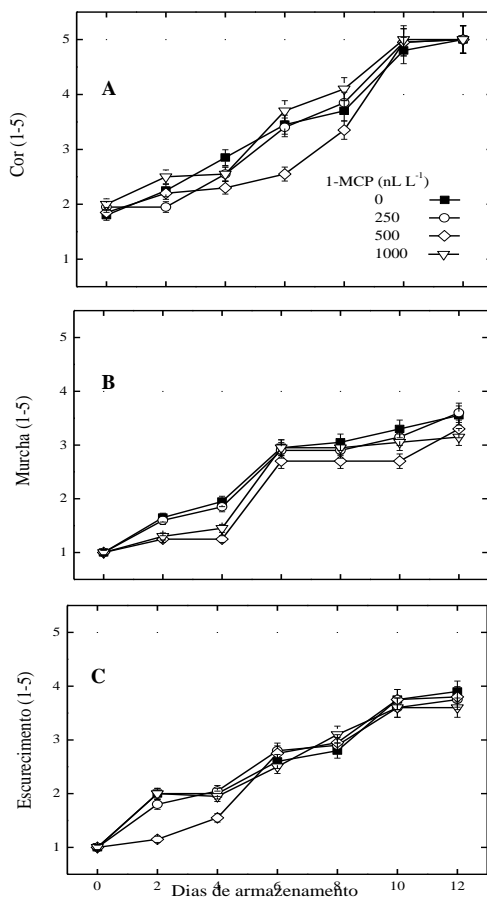 5
4
3
2
1
Cor (1-5)
A
1-MCP (nL L-1)
0
250
500
1000
5
4
3
2
1
Murcha (1-5)
B
5
4
3
2
1
Escurecimento (1-5)
C
0 2 4 6 8 10 12
Dias de armazenamento